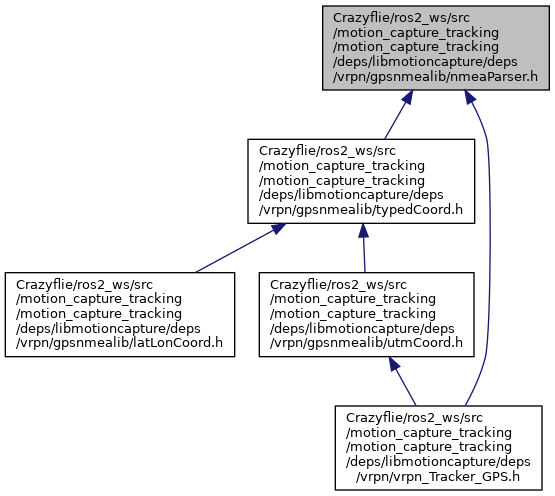 Crazyflie/ros2_ws/src
/motion_capture_tracking
/motion_capture_tracking
/deps/libmotioncapture/deps
/vrpn/gpsnmealib/nmeaParser.h
Crazyflie/ros2_ws/src
/motion_capture_tracking
/motion_capture_tracking
/deps/libmotioncapture/deps
/vrpn/gpsnmealib/typedCoord.h
Crazyflie/ros2_ws/src
/motion_capture_tracking
/motion_capture_tracking
/deps/libmotioncapture/deps
/vrpn/gpsnmealib/latLonCoord.h
Crazyflie/ros2_ws/src
/motion_capture_tracking
/motion_capture_tracking
/deps/libmotioncapture/deps
/vrpn/gpsnmealib/utmCoord.h
Crazyflie/ros2_ws/src
/motion_capture_tracking
/motion_capture_tracking
/deps/libmotioncapture/deps
/vrpn/vrpn_Tracker_GPS.h